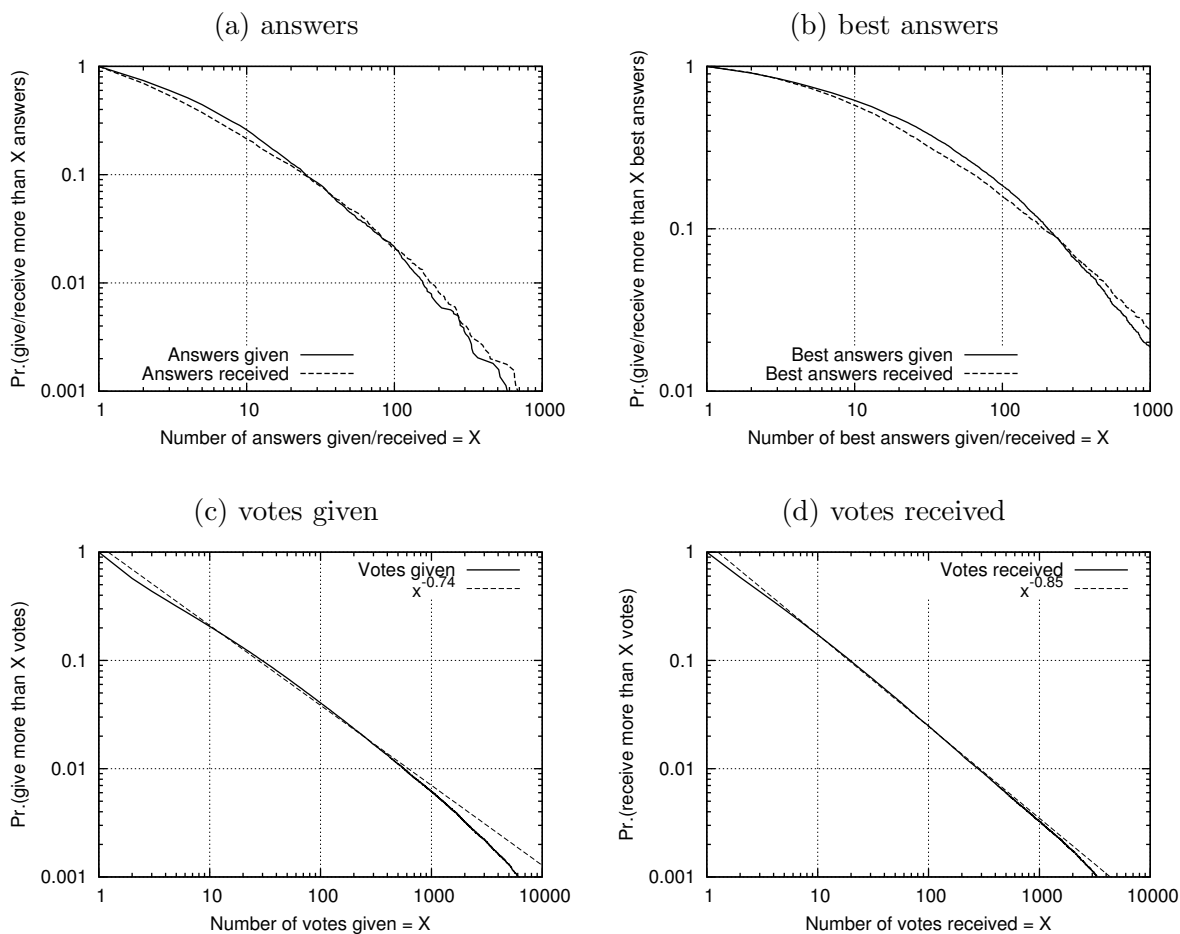 (a) answers
Pr.(give/receive more than X answers)
1
0.1
0.01
0.001
Answers given
Answers received
1 10 100 1000
Number of answers given/received = X
(b) best answers
Pr.(give/receive more than X best answers)
1
0.1
0.01
Best answers given
Best answers received
1 10 100 1000
Number of best answers given/received = X
(c) votes given
Pr.(give more than X votes)
1
0.1
0.01
0.001
Votes given
x^-0.74
1 10 100 1000 10000
Number of votes given = X
(d) votes received
Pr.(receive more than X votes)
1
0.1
0.01
0.001
Votes received
x^-0.85
1 10 100 1000 10000
Number of votes received = X